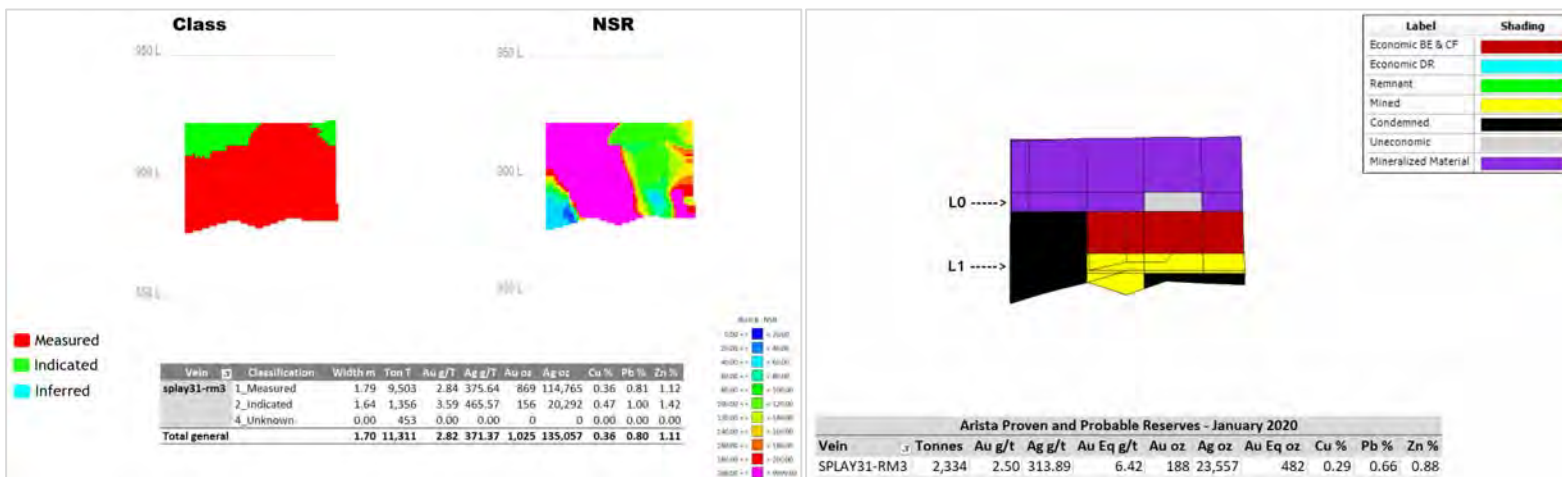 Class
NSR
950 L
950 L
900 L
900 L
Measured
Indicated
Inferred
Vein Classification Width m Ton T Au g/T Ag g/T Au oz Ag oz Cu % Pb % Zn %
splay31-rm3 1_Measured 1.79 9,503 2.84 375.64 869 114,765 0.36 0.81 1.12
2_Indicated 1.64 1,356 3.59 465.57 156 20,292 0.47 1.00 1.42
4_Unknown 0.00 453 0.00 0.00 0 0 0.00 0.00 0.00
Total general 1.70 11,311 2.82 371.37 1,025 135,057 0.36 0.80 1.11
NSR
Label Shading
Economic BE & CF
Economic DR
Remnant
Mined
Condemned
Uneconomic
Mineralized Material
L0 ----->
L1 ----->
Arista Proven and Probable Reserves - January 2020
Vein Tonnes Au g/t Ag g/t Au Eq g/t Au oz Ag oz Au Eq oz Cu % Pb % Zn %
SPLAY31-RM3 2,334 2.50 313.89 6.42 188 23,557 482 0.29 0.66 0.88